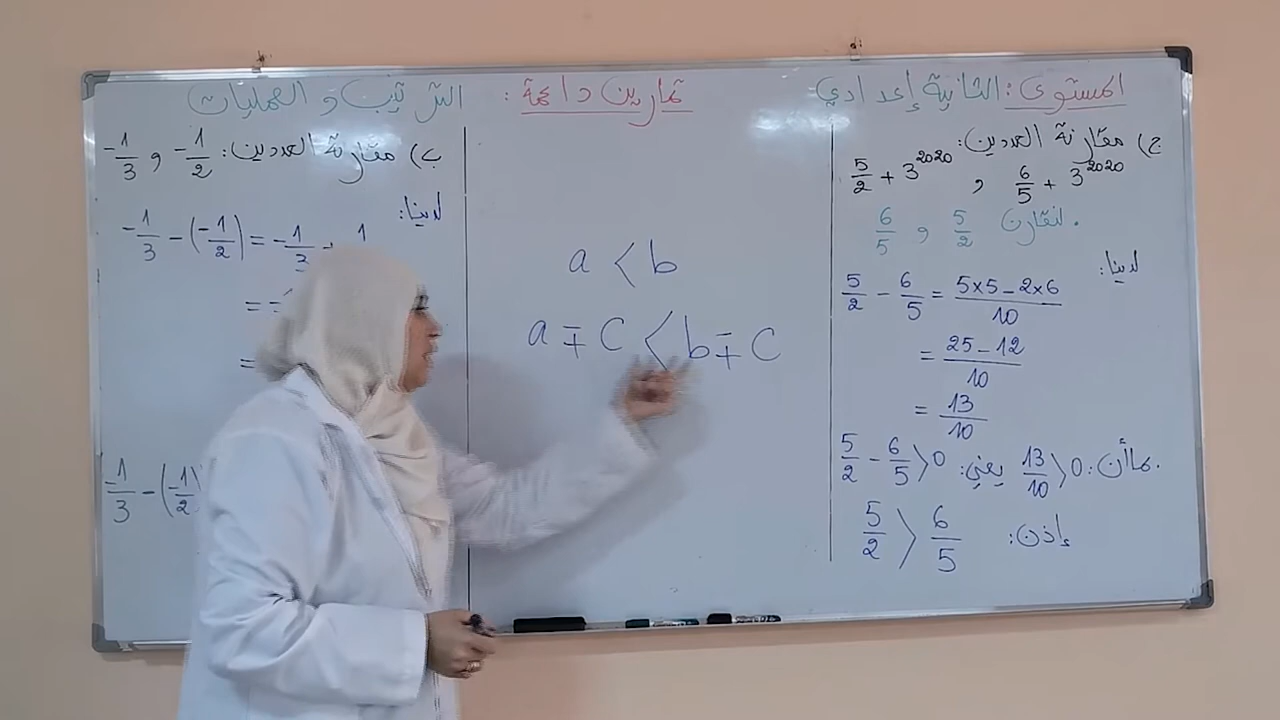 المستوى: الثانية إعدادي    تمارين داعمة:    الترتيب و العمليات
ج) مقارنة العددين:
5/2 + 3^2020 و 6/5 + 3^2020
. لنقارن 5/2 و 6/5
لدينا:
5/2 - 6/5 = (5×5 - 2×6)/10
= (25 - 12)/10
= 13/10
. بماأن: 13/10 > 0 يعني: 5/2 - 6/5 > 0
إذن: 5/2 > 6/5
a < b
a ∓ C < b ∓ C
ب) مقارنة العددين: -1/2 و -1/3
لدينا:
-1/3 - (-1/2) = -1/3 + 1
= -1
=
-1/3 - (-1/2)